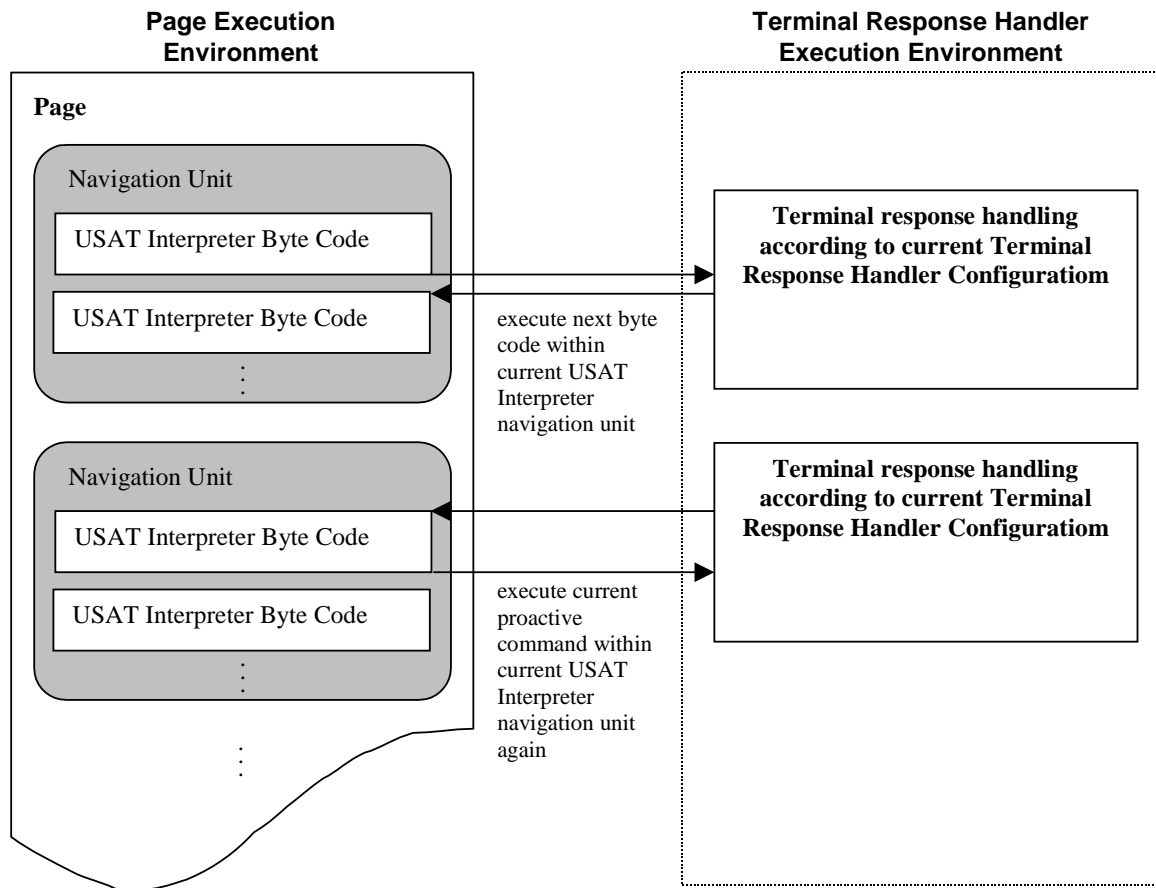 Page Execution
Environment
Terminal Response Handler
Execution Environment
Page
Navigation Unit
USAT Interpreter Byte Code
USAT Interpreter Byte Code
Terminal response handling
according to current Terminal
Response Handler Configuratiom
execute next byte
code within
current USAT
Interpreter
navigation unit
Navigation Unit
USAT Interpreter Byte Code
USAT Interpreter Byte Code
Terminal response handling
according to current Terminal
Response Handler Configuratiom
execute current
proactive
command within
current USAT
Interpreter
navigation unit
again